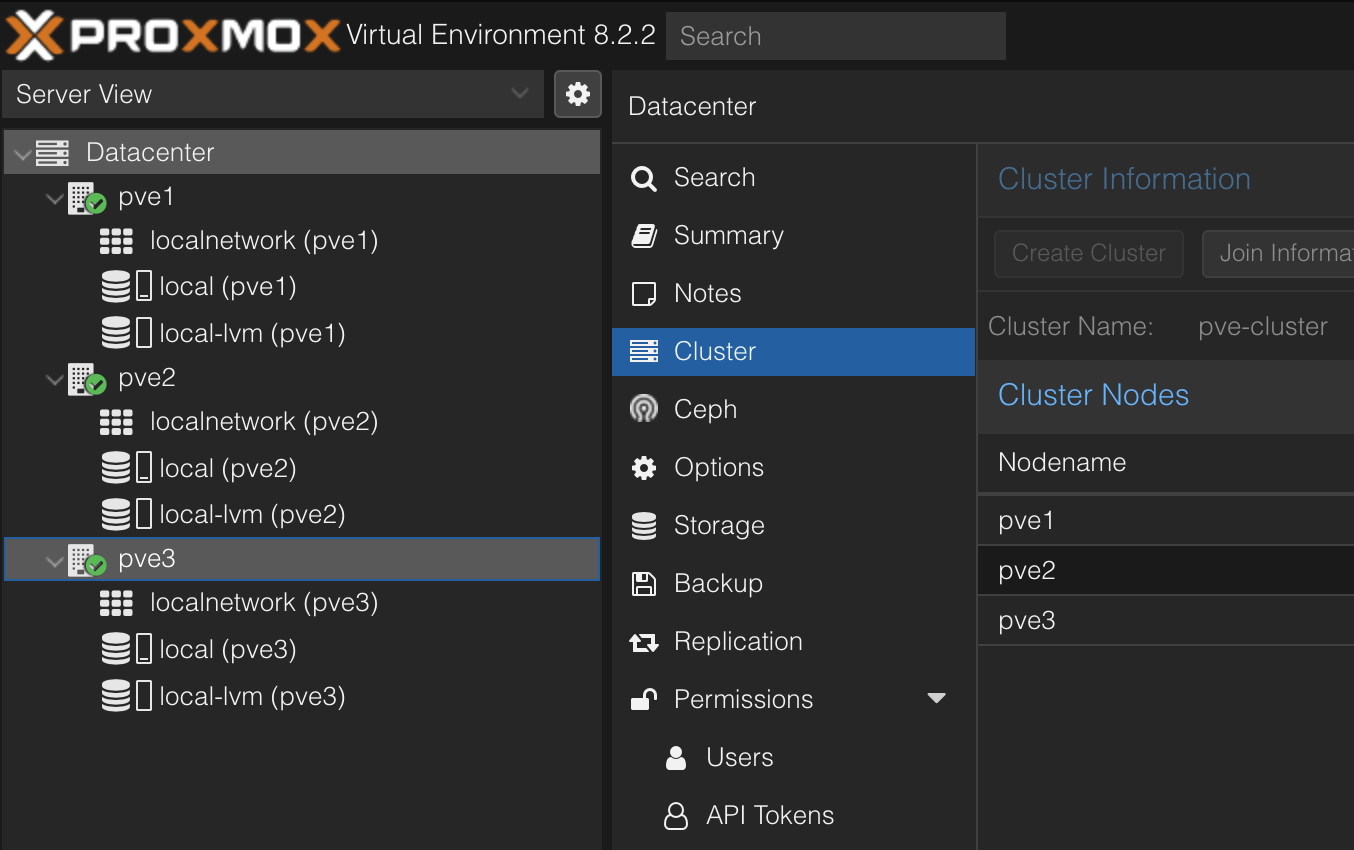 PROXMOX Virtual Environment 8.2.2 Search
Server View
Datacenter
pve1
localnetwork (pve1)
local (pve1)
local-lvm (pve1)
pve2
localnetwork (pve2)
local (pve2)
local-lvm (pve2)
pve3
localnetwork (pve3)
local (pve3)
local-lvm (pve3)
Datacenter
Search
Summary
Notes
Cluster
Ceph
Options
Storage
Backup
Replication
Permissions
Users
API Tokens
Cluster Information
Create Cluster
Join Informa
Cluster Name: pve-cluster
Cluster Nodes
Nodename
pve1
pve2
pve3